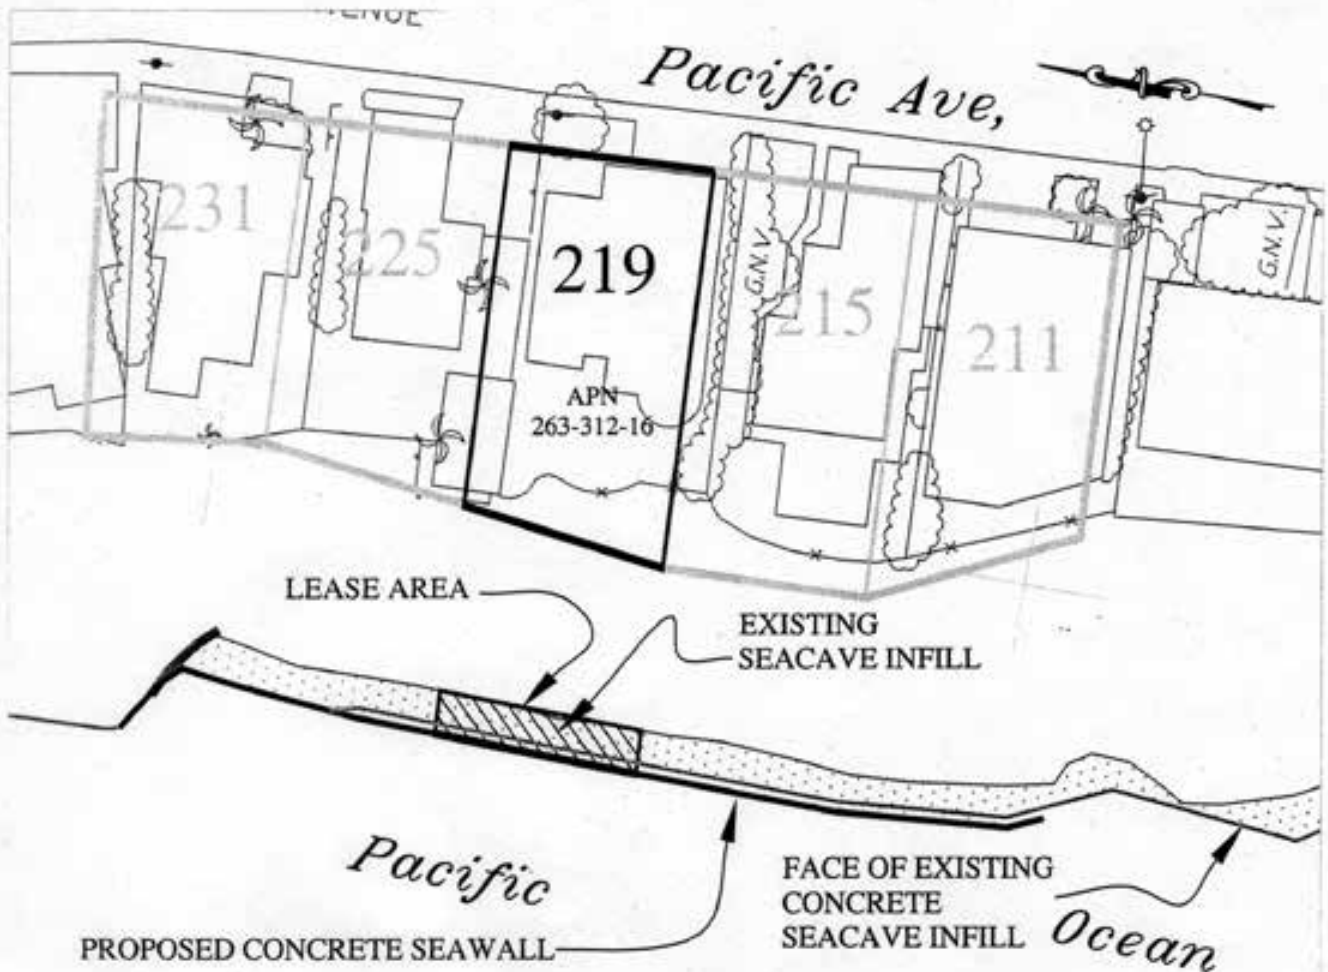 Pacific Ave,
231
225
219
G.N.V.
215
211
G.N.V.
APN
263-312-16
LEASE AREA
EXISTING
SEACAVE INFILL
Pacific
Ocean
FACE OF EXISTING
CONCRETE
SEACAVE INFILL
PROPOSED CONCRETE SEAWALL